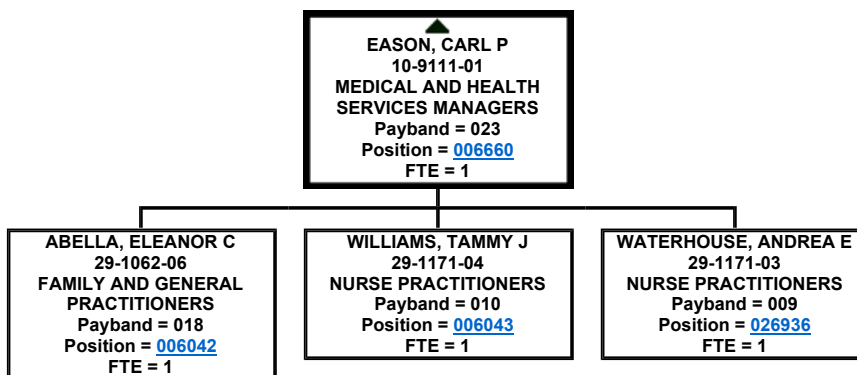 EASON, CARL P
10-9111-01
MEDICAL AND HEALTH
SERVICES MANAGERS
Payband = 023
Position = 006660
FTE = 1
ABELLA, ELEANOR C
29-1062-06
FAMILY AND GENERAL
PRACTITIONERS
Payband = 018
Position = 006042
FTE = 1
WILLIAMS, TAMMY J
29-1171-04
NURSE PRACTITIONERS
Payband = 010
Position = 006043
FTE = 1
WATERHOUSE, ANDREA E
29-1171-03
NURSE PRACTITIONERS
Payband = 009
Position = 026936
FTE = 1